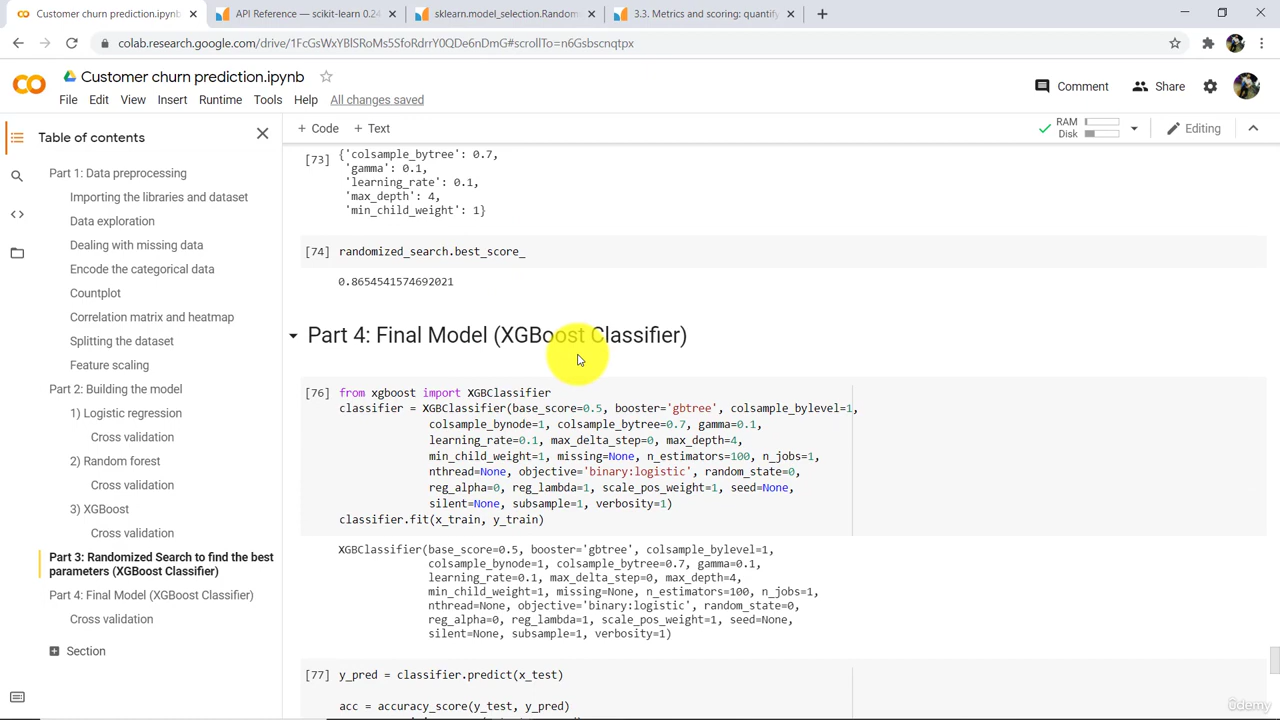 Customer churn prediction.ipynb
API Reference — scikit-learn 0.24
sklearn.model_selection.Random
3.3. Metrics and scoring: quantify
colab.research.google.com/drive/1FcGsWxYBlSRoMs5SfoRdrrY0QDe6nDmG#scrollTo=n6Gsbscnqtpx
Customer churn prediction.ipynb
Comment
Share
File Edit View Insert Runtime Tools Help All changes saved
Table of contents
+ Code + Text
RAM
Disk
Editing
Part 1: Data preprocessing
Importing the libraries and dataset
Data exploration
Dealing with missing data
Encode the categorical data
Countplot
Correlation matrix and heatmap
Splitting the dataset
Feature scaling
Part 2: Building the model
1) Logistic regression
Cross validation
2) Random forest
Cross validation
3) XGBoost
Cross validation
Part 3: Randomized Search to find the best
parameters (XGBoost Classifier)
Part 4: Final Model (XGBoost Classifier)
Cross validation
Section
[73] {'colsample_bytree': 0.7,
'gamma': 0.1,
'learning_rate': 0.1,
'max_depth': 4,
'min_child_weight': 1}
[74] randomized_search.best_score_
0.8654541574692021
Part 4: Final Model (XGBoost Classifier)
[76] from xgboost import XGBClassifier
classifier = XGBClassifier(base_score=0.5, booster='gbtree', colsample_bylevel=1,
colsample_bynode=1, colsample_bytree=0.7, gamma=0.1,
learning_rate=0.1, max_delta_step=0, max_depth=4,
min_child_weight=1, missing=None, n_estimators=100, n_jobs=1,
nthread=None, objective='binary:logistic', random_state=0,
reg_alpha=0, reg_lambda=1, scale_pos_weight=1, seed=None,
silent=None, subsample=1, verbosity=1)
classifier.fit(x_train, y_train)
XGBClassifier(base_score=0.5, booster='gbtree', colsample_bylevel=1,
colsample_bynode=1, colsample_bytree=0.7, gamma=0.1,
learning_rate=0.1, max_delta_step=0, max_depth=4,
min_child_weight=1, missing=None, n_estimators=100, n_jobs=1,
nthread=None, objective='binary:logistic', random_state=0,
reg_alpha=0, reg_lambda=1, scale_pos_weight=1, seed=None,
silent=None, subsample=1, verbosity=1)
[77] y_pred = classifier.predict(x_test)
acc = accuracy_score(y_test, y_pred)
ûdemy